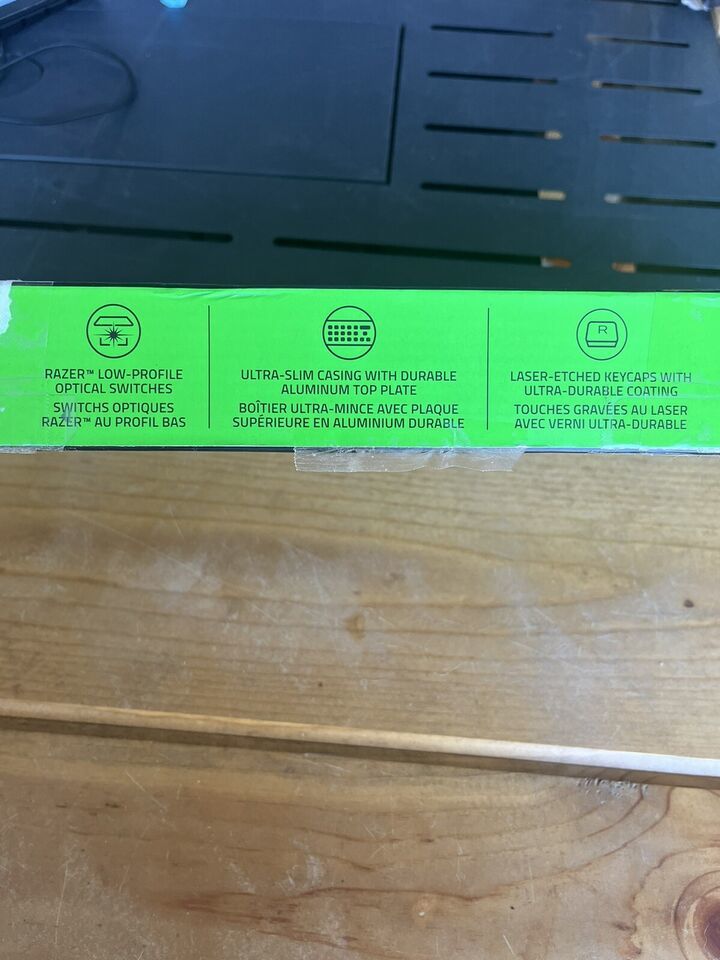 RAZER™ LOW-PROFILE
OPTICAL SWITCHES
SWITCHS OPTIQUES
RAZER™ AU PROFIL BAS
ULTRA-SLIM CASING WITH DURABLE
ALUMINUM TOP PLATE
BOÎTIER ULTRA-MINCE AVEC PLAQUE
SUPÉRIEURE EN ALUMINIUM DURABLE
R
LASER-ETCHED KEYCAPS WITH
ULTRA-DURABLE COATING
TOUCHES GRAVÉES AU LASER
AVEC VERNI ULTRA-DURABLE